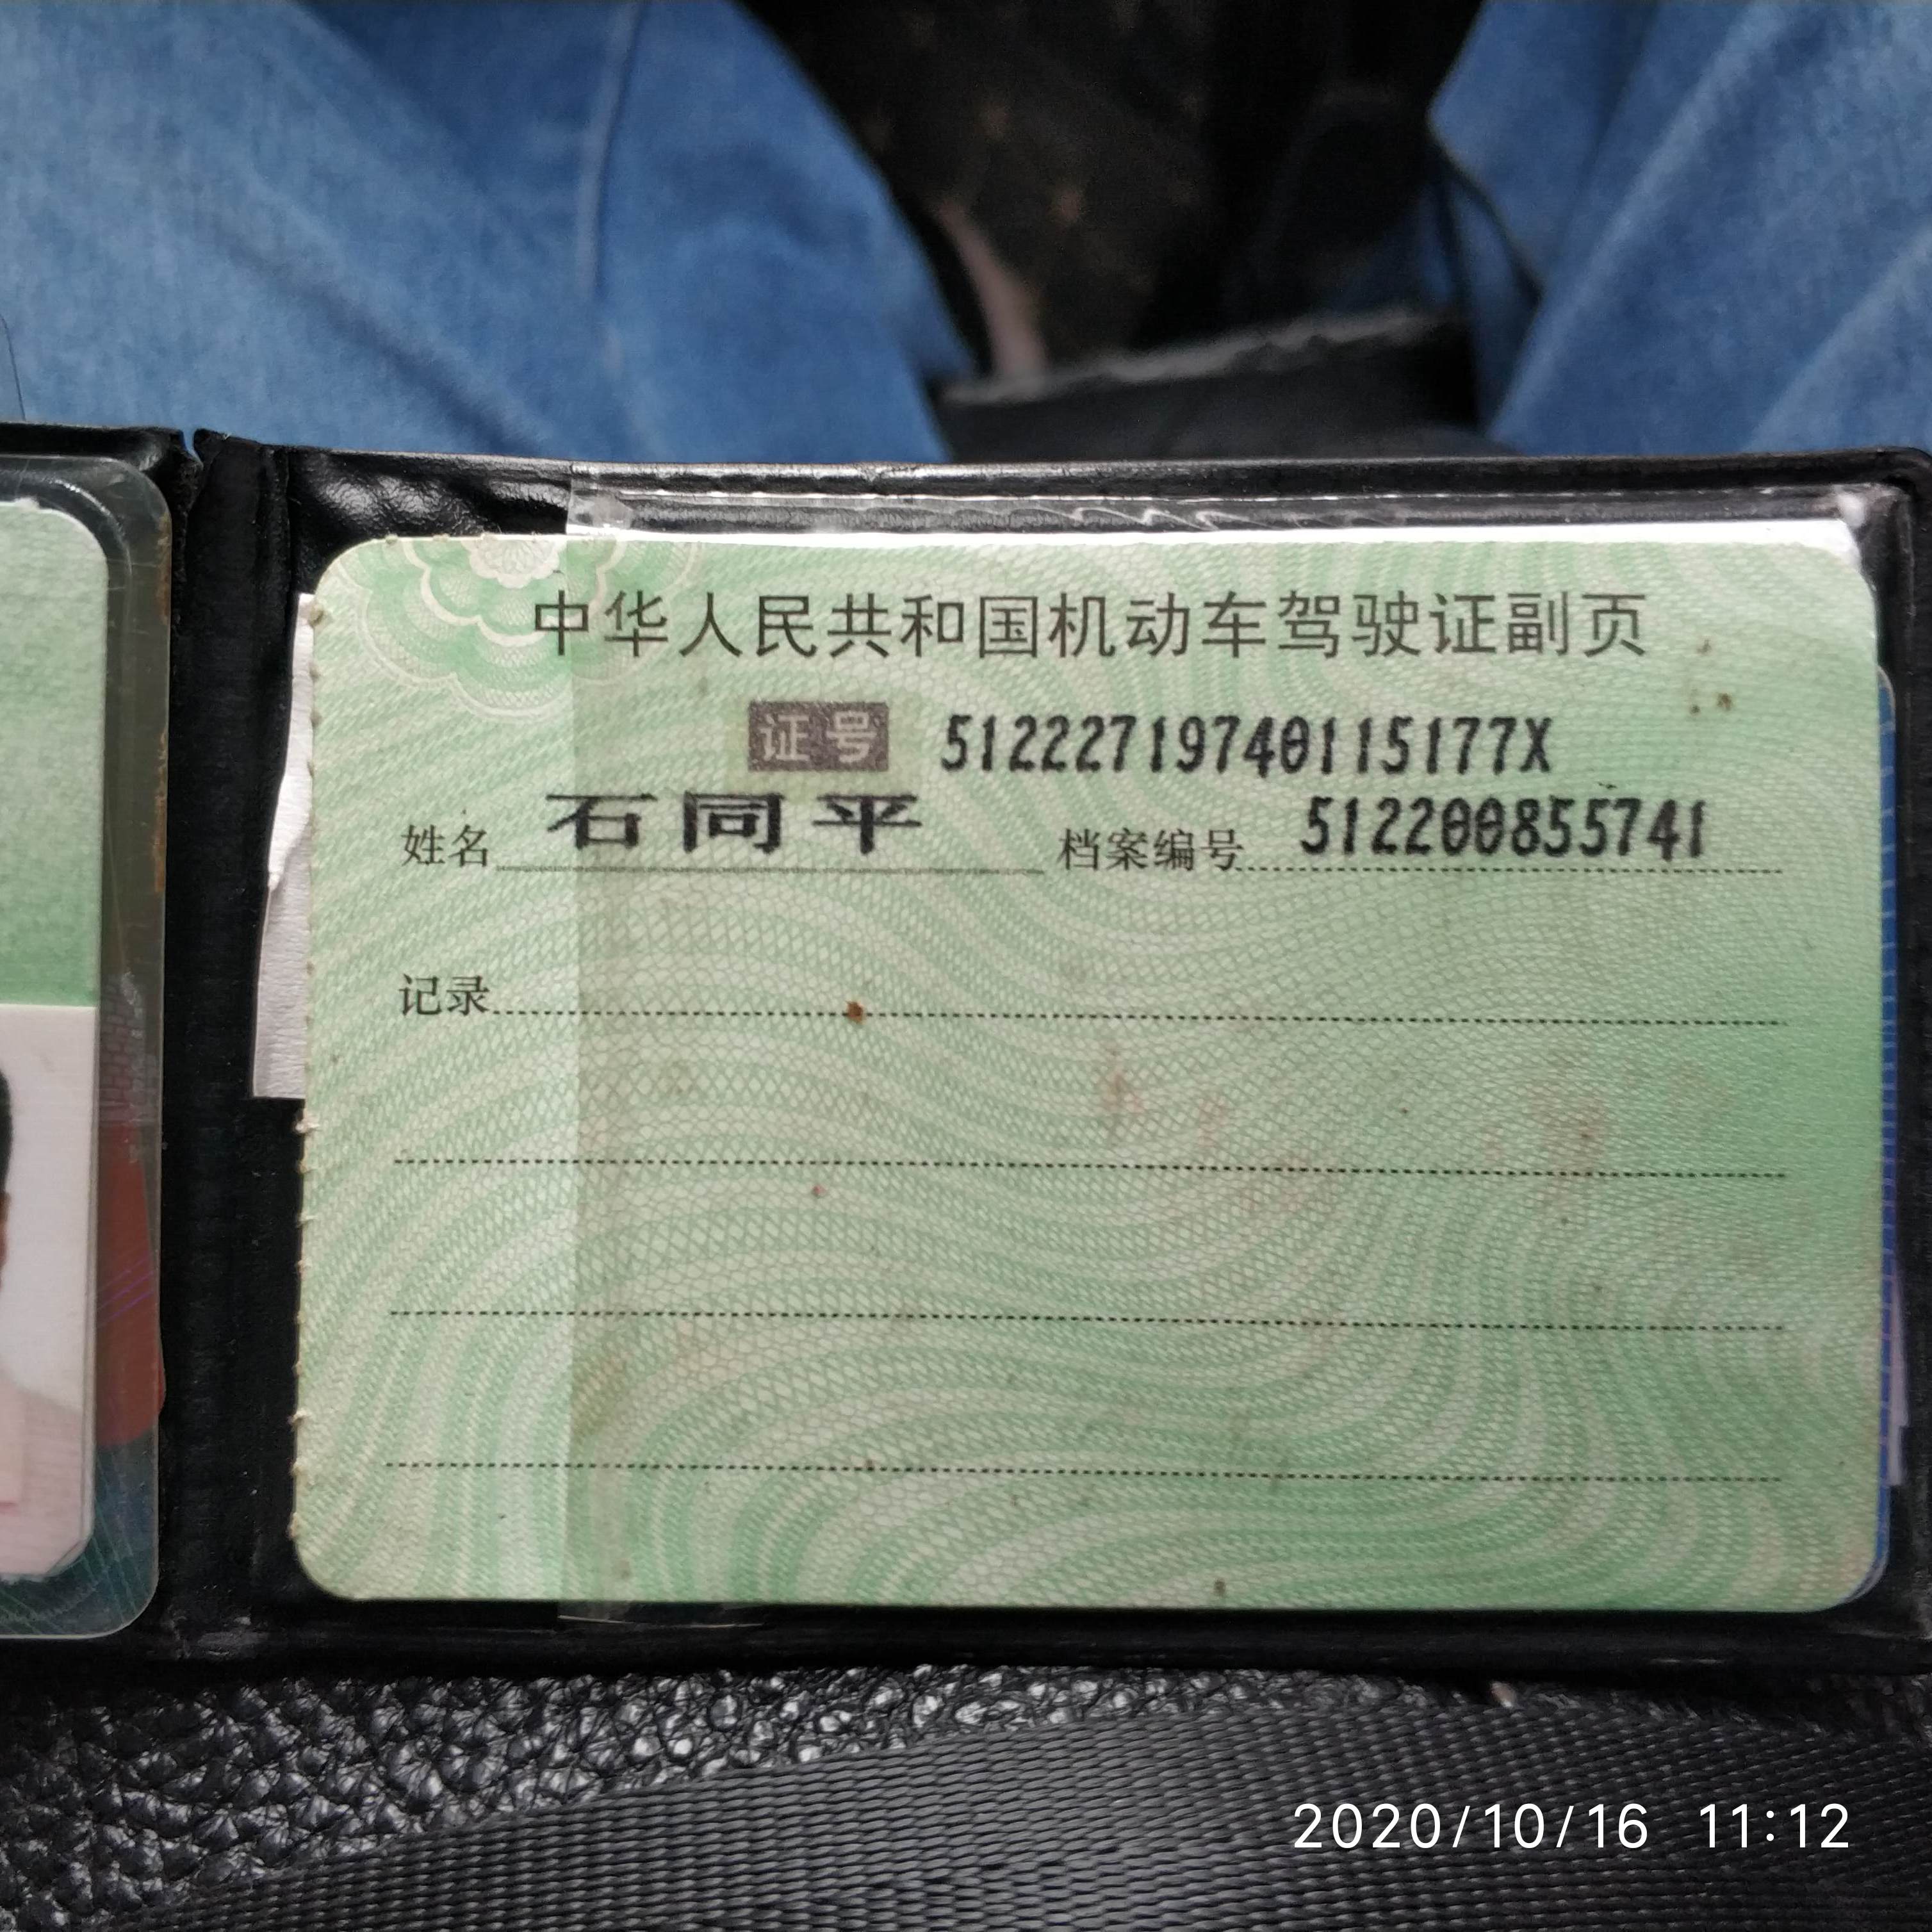 中华人民共和国机动车驾驶证副页
证号 51222719740115177X
姓名 石同平 档案编号 512200855741
记录
2020/10/16 11:12